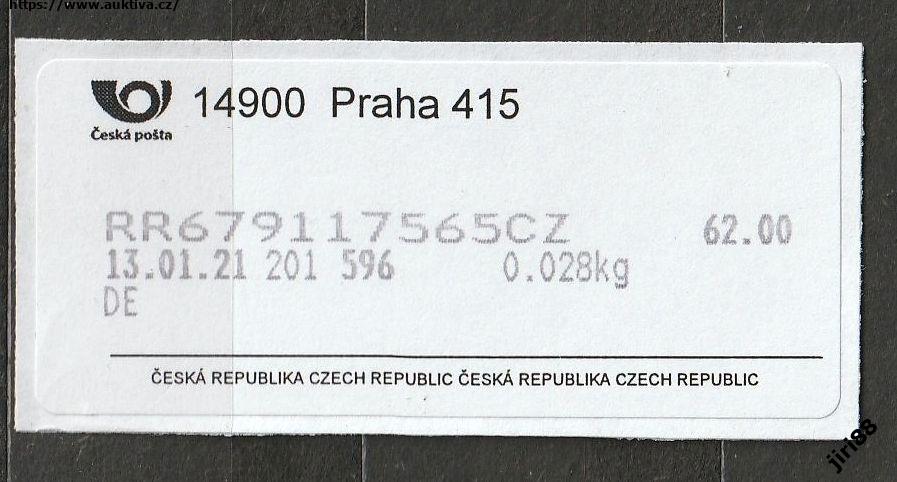 https://www.auktiva.cz/
14900 Praha 415
Česká pošta
RR679117565CZ 62.00
13.01.21 201 596 0.028kg
DE
ČESKÁ REPUBLIKA CZECH REPUBLIC ČESKÁ REPUBLIKA CZECH REPUBLIC
jiri88